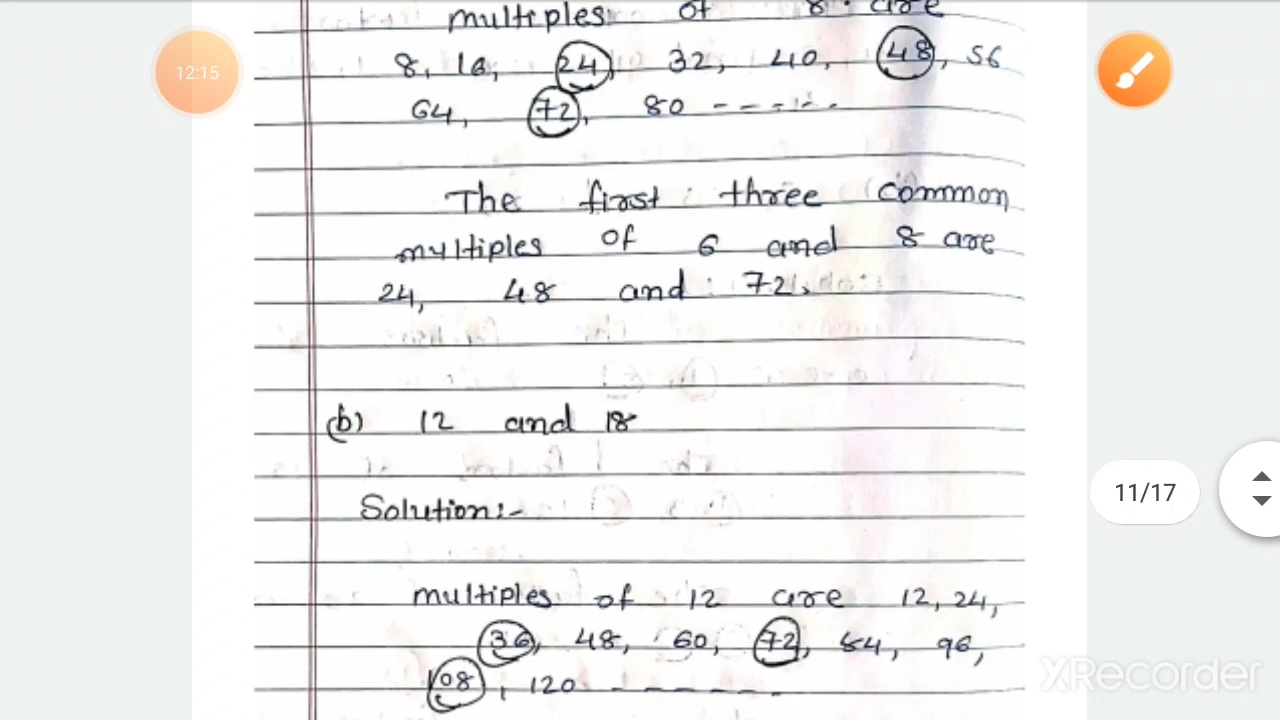 multiples of 8 are
12:15
8, 16, 24, 32, 40, 48, 56
64, 72, 80 ------
The first three common
multiples of 6 and 8 are
24, 48 and 72.
(b) 12 and 18
11/17
Solution:-
multiples of 12 are 12, 24,
36, 48, 60, 72, 84, 96,
108, 120 -------
XRecorder